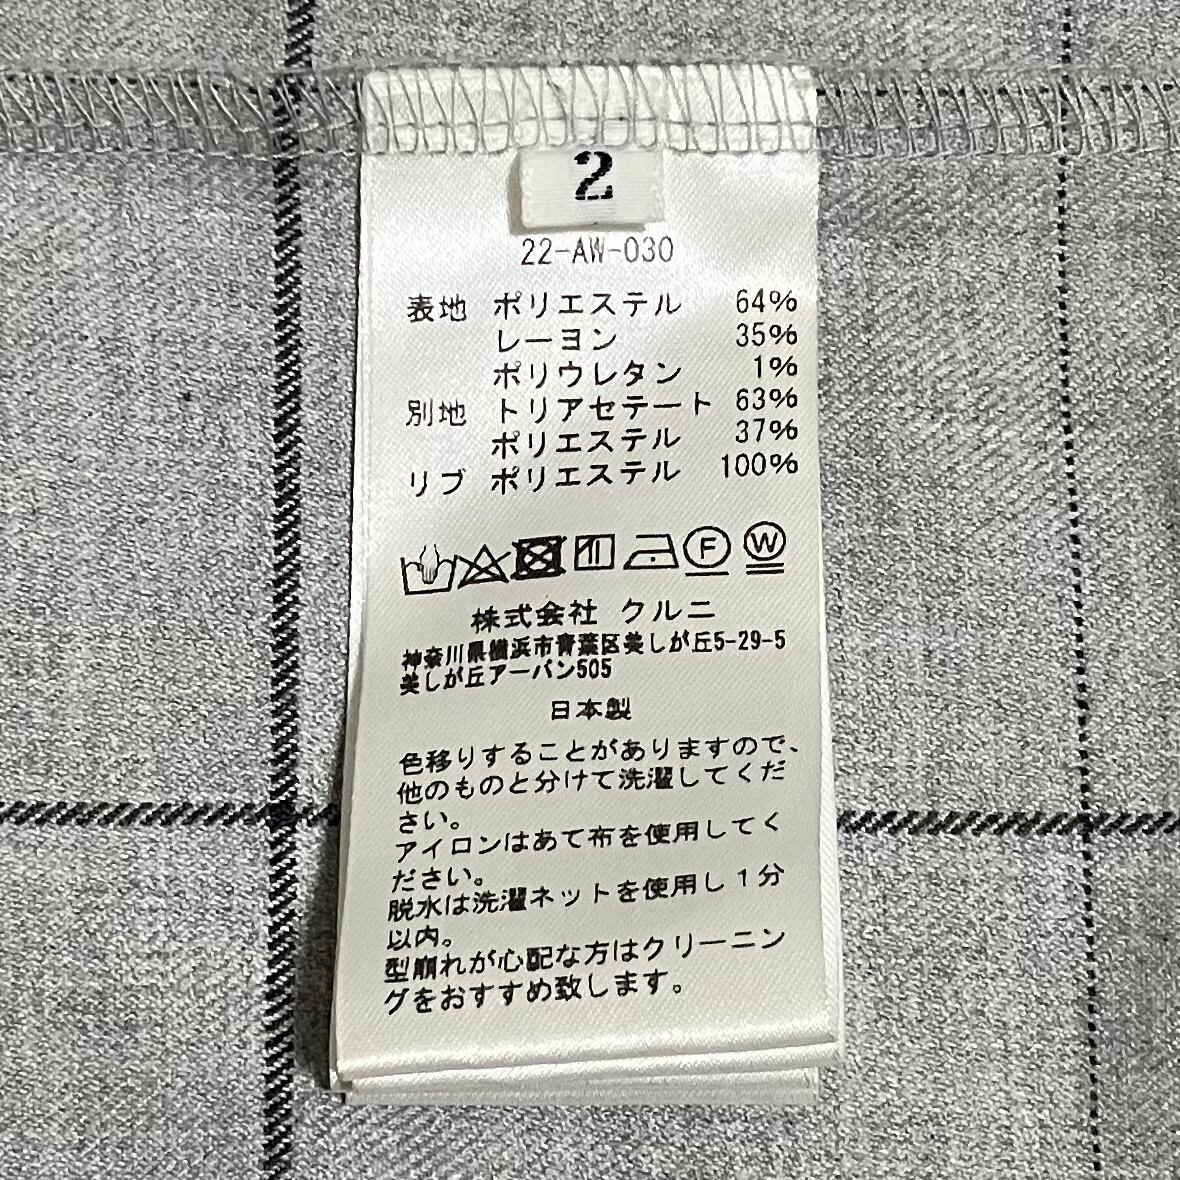 2
22-AW-030
表地 ポリエステル 64%
レーヨン 35%
ポリウレタン 1%
別地 トリアセテート 63%
ポリエステル 37%
リブ ポリエステル 100%
F W
株式会社 クルニ
神奈川県横浜市青葉区美しが丘5-29-5
美しが丘アーバン505
日本製
色移りすることがありますので、
他のものと分けて洗濯してくだ
さい。
アイロンはあて布を使用してく
ださい。
脱水は洗濯ネットを使用し1分
以内。
型崩れが心配な方はクリーニン
グをおすすめ致します。